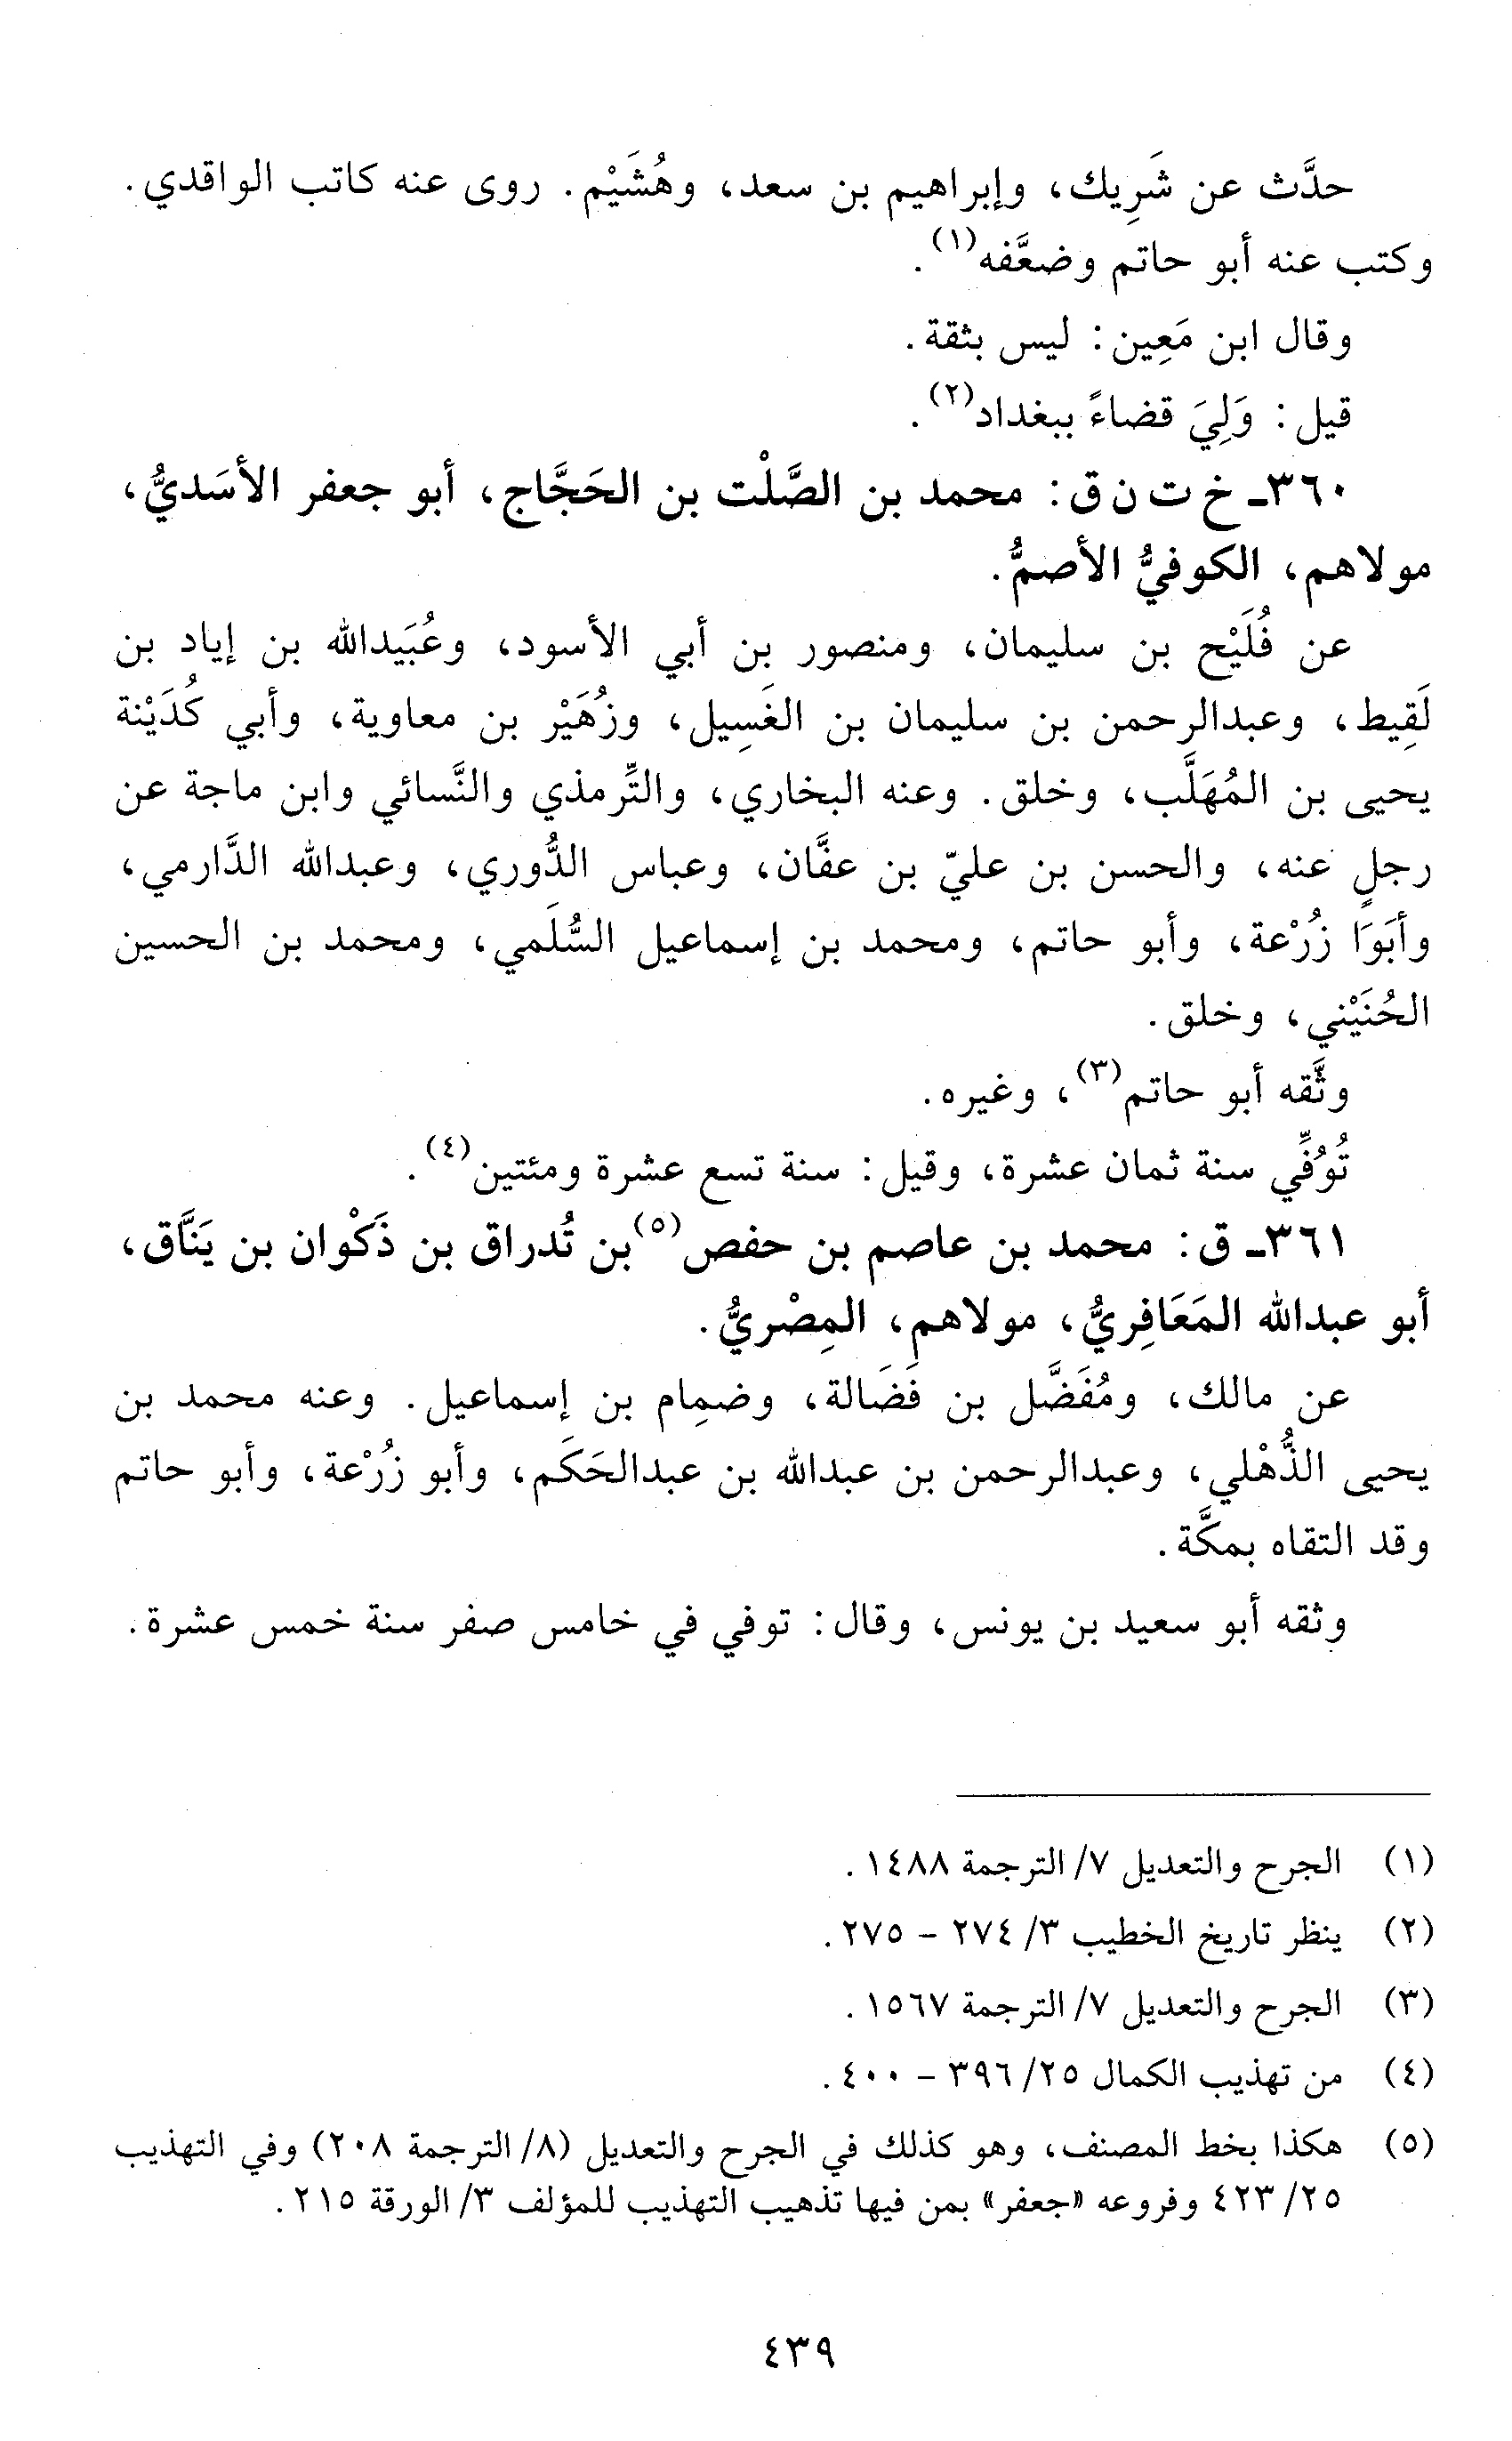 حدَّث عن شَرِيك، وإبراهيم بن سعد، وهُشَيْم. روى عنه كاتب الواقدي.
وكتب عنه أبو حاتم وضعَّفه(١).
وقال ابن مَعِين: ليس بثقة.
قيل: وَلِيَ قضاءً ببغداد(٢).
٣٦٠ـ خ ت ن ق: محمد بن الصَّلْت بن الحَجَّاج، أبو جعفر الأسَديُّ،
مولاهم، الكوفيُّ الأصمُّ.
عن فُلَيْح بن سليمان، ومنصور بن أبي الأسود، وعُبَيدالله بن إياد بن
لَقِيط، وعبدالرحمن بن سليمان بن الغَسِيل، وزُهَيْر بن معاوية، وأبي كُدَيْنة
يحيى بن المُهَلَّب، وخلق. وعنه البخاري، والتِّرمذي والنَّسائي وابن ماجة عن
رجلٍ عنه، والحسن بن عليّ بن عفَّان، وعباس الدُّوري، وعبدالله الدَّارمي،
وأبَوَا زُرْعة، وأبو حاتم، ومحمد بن إسماعيل السُّلَمي، ومحمد بن الحسين
الحُنَيْني، وخلق.
وثَّقه أبو حاتم(٣)، وغيره.
تُوُفِّي سنة ثمان عشرة، وقيل: سنة تسع عشرة ومئتين(٤).
٣٦١ـ ق: محمد بن عاصم بن حفص(٥) بن تُدراق بن ذَكْوان بن يَنَّاق،
أبو عبدالله المَعَافِريُّ، مولاهم، المِصْريُّ.
عن مالك، ومُفَضَّل بن فَضَالة، وضمِام بن إسماعيل. وعنه محمد بن
يحيى الذُّهْلي، وعبدالرحمن بن عبدالله بن عبدالحَكَم، وأبو زُرْعة، وأبو حاتم
وقد التقاه بمكَّة.
وثقه أبو سعيد بن يونس، وقال: توفي في خامس صفر سنة خمس عشرة.
(١) الجرح والتعديل ٧/ الترجمة ١٤٨٨.
(٢) ينظر تاريخ الخطيب ٣/ ٢٧٤ - ٢٧٥.
(٣) الجرح والتعديل ٧/ الترجمة ١٥٦٧.
(٤) من تهذيب الكمال ٢٥/ ٣٩٦ - ٤٠٠.
(٥) هكذا بخط المصنف، وهو كذلك في الجرح والتعديل (٨/ الترجمة ٢٠٨) وفي التهذيب
٢٥/ ٤٢٣ وفروعه «جعفر» بمن فيها تذهيب التهذيب للمؤلف ٣/ الورقة ٢١٥.
٤٣٩